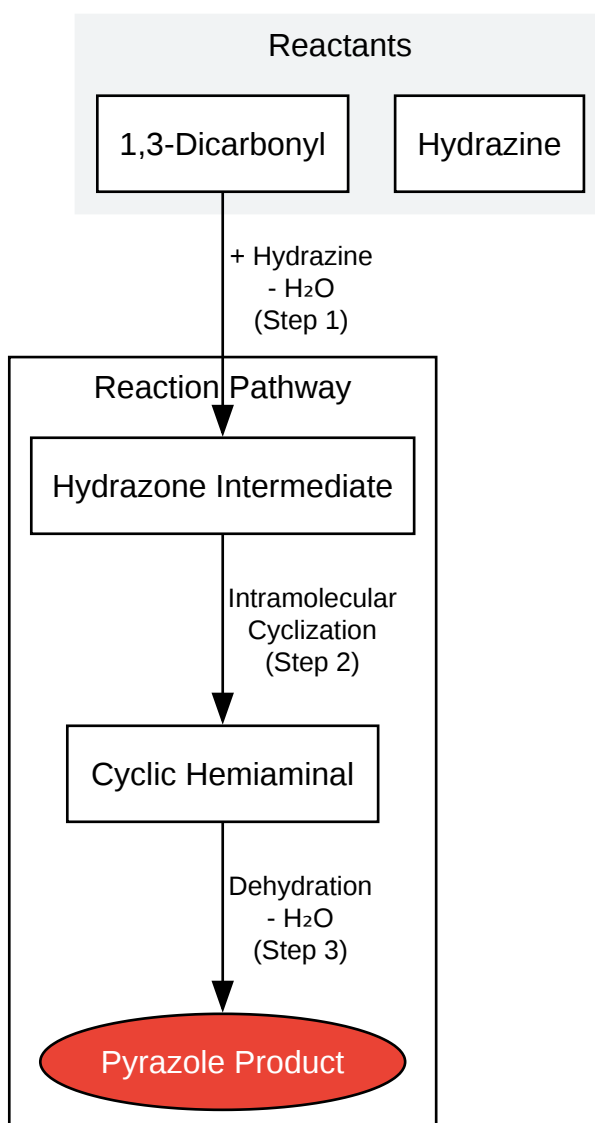 Reactants
1,3-Dicarbonyl
Hydrazine
+ Hydrazine
- H₂O
(Step 1)
Reaction Pathway
Hydrazone Intermediate
Intramolecular
Cyclization
(Step 2)
Cyclic Hemiaminal
Dehydration
- H₂O
(Step 3)
Pyrazole Product